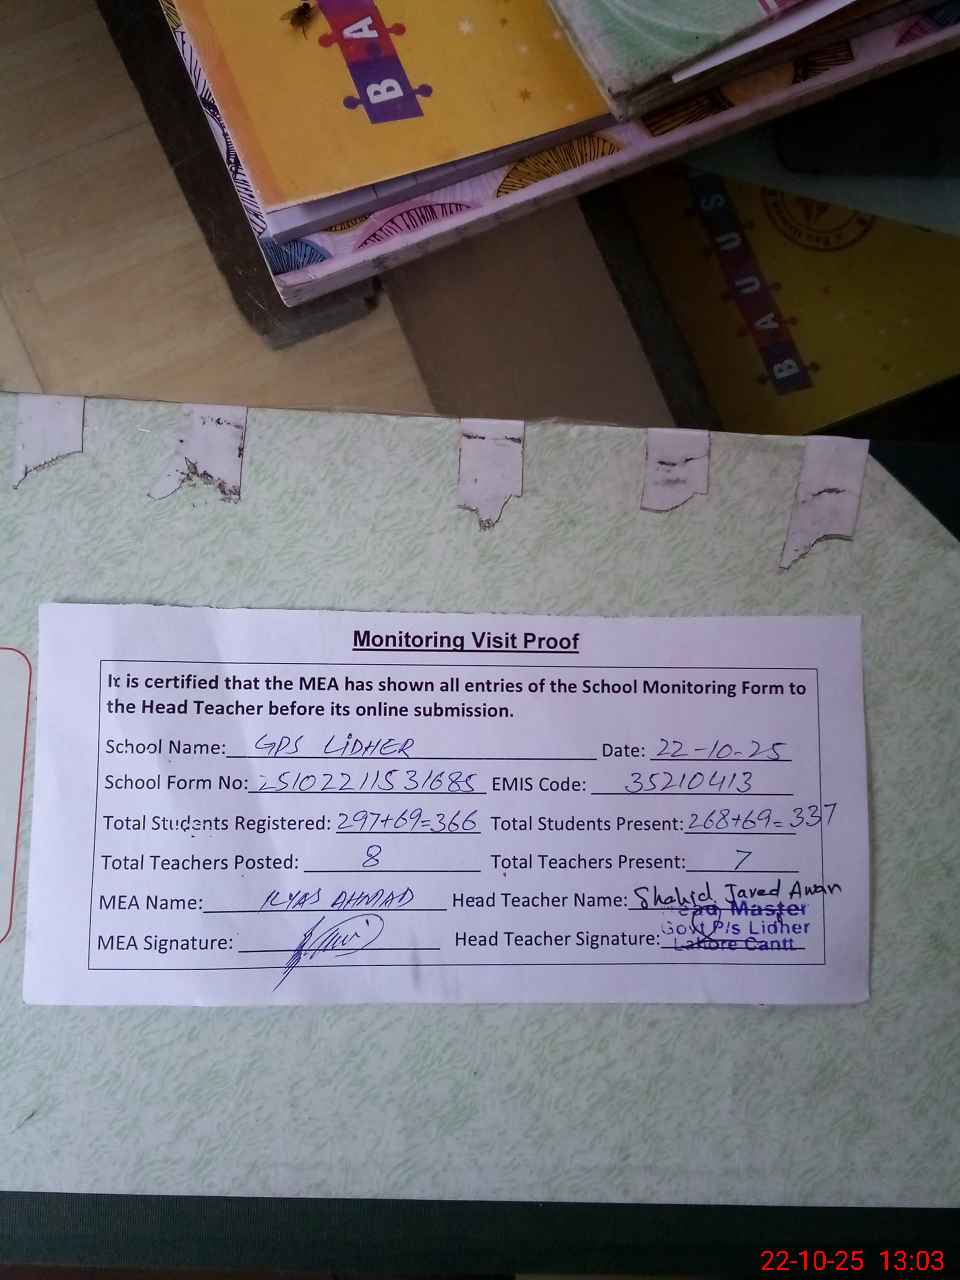 BA
BAUUS
Monitoring Visit Proof
It is certified that the MEA has shown all entries of the School Monitoring Form to
the Head Teacher before its online submission.
School Name: GPS LIDHER Date: 22-10-25
School Form No: 25102211531685 EMIS Code: 35210413
Total Students Registered: 297+69=366 Total Students Present: 268+69=337
Total Teachers Posted: 8 Total Teachers Present: 7
MEA Name: ILYAS AHMAD Head Teacher Name: Shahid Javed Awan
Head Master
MEA Signature: Head Teacher Signature: Govt P/s Lidher
Lahore Cantt
22-10-25 13:03